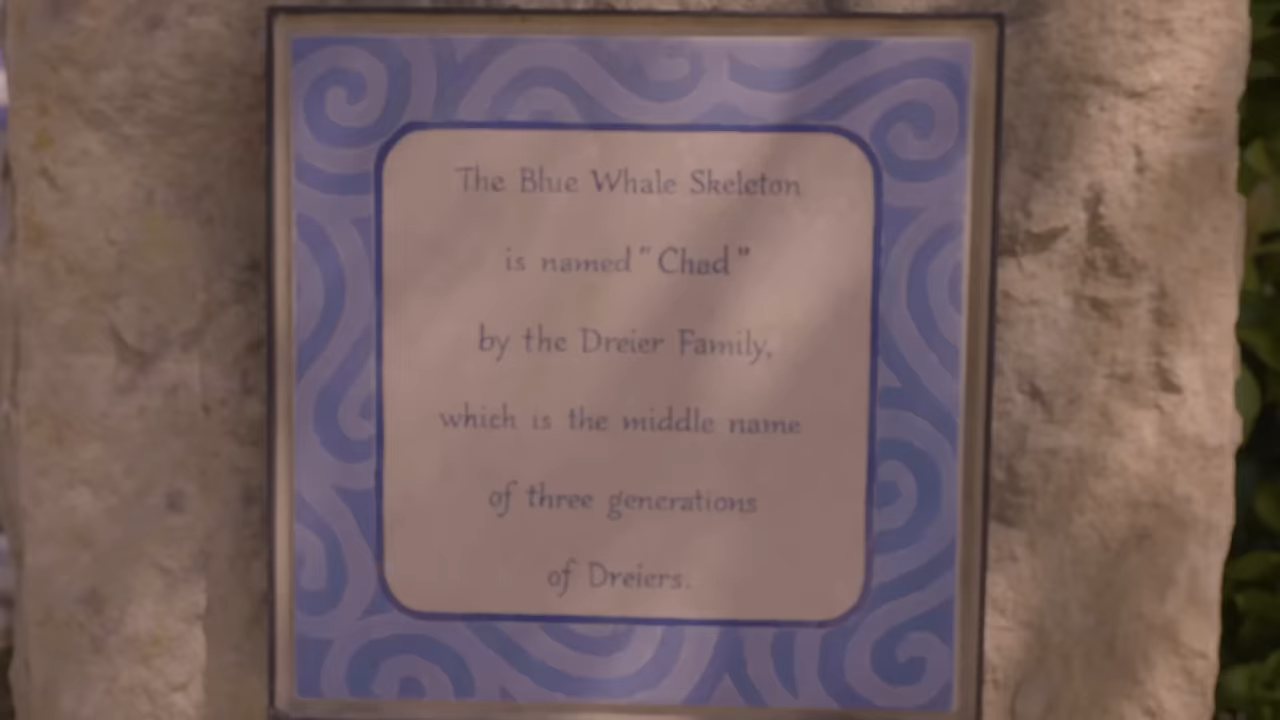 The Blue Whale Skeleton
is named "Chad"
by the Dreier Family,
which is the middle name
of three generations
of Dreiers.